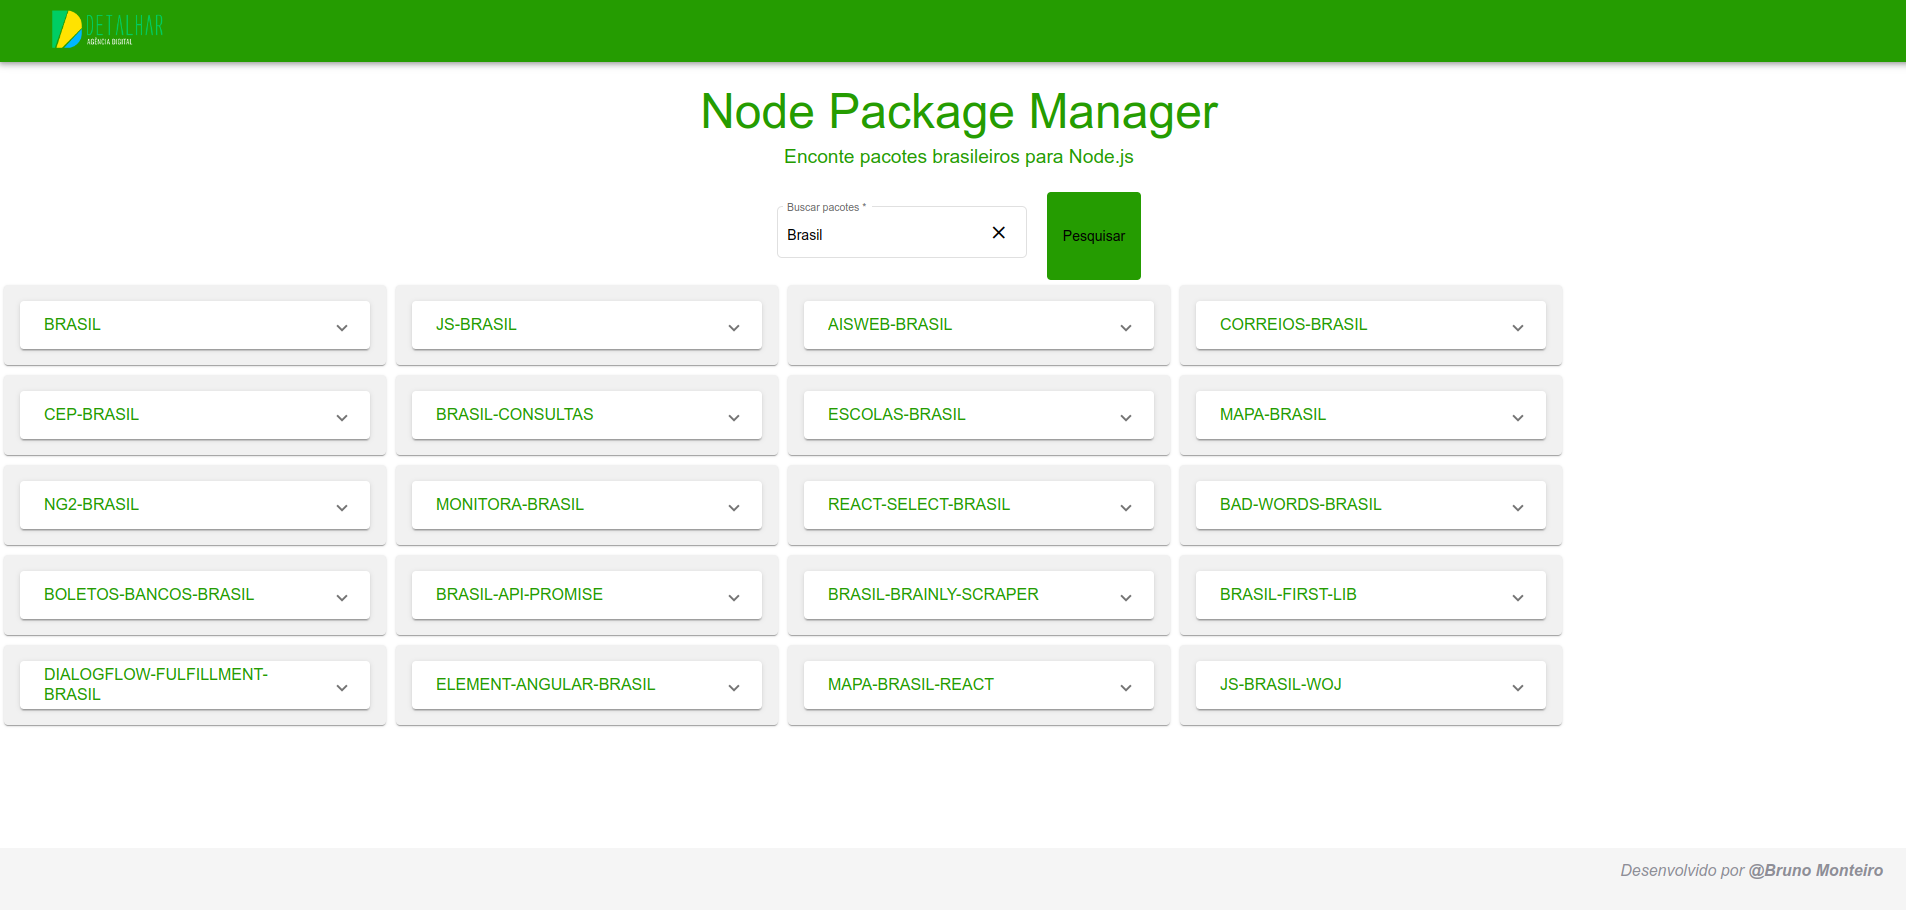 DETALHAR
AGÊNCIA DIGITAL
Node Package Manager
Enconte pacotes brasileiros para Node.js
Buscar pacotes *
Brasil
Pesquisar
BRASIL
JS-BRASIL
AISWEB-BRASIL
CORREIOS-BRASIL
CEP-BRASIL
BRASIL-CONSULTAS
ESCOLAS-BRASIL
MAPA-BRASIL
NG2-BRASIL
MONITORA-BRASIL
REACT-SELECT-BRASIL
BAD-WORDS-BRASIL
BOLETOS-BANCOS-BRASIL
BRASIL-API-PROMISE
BRASIL-BRAINLY-SCRAPER
BRASIL-FIRST-LIB
DIALOGFLOW-FULFILLMENT-
BRASIL
ELEMENT-ANGULAR-BRASIL
MAPA-BRASIL-REACT
JS-BRASIL-WOJ
Desenvolvido por @Bruno Monteiro